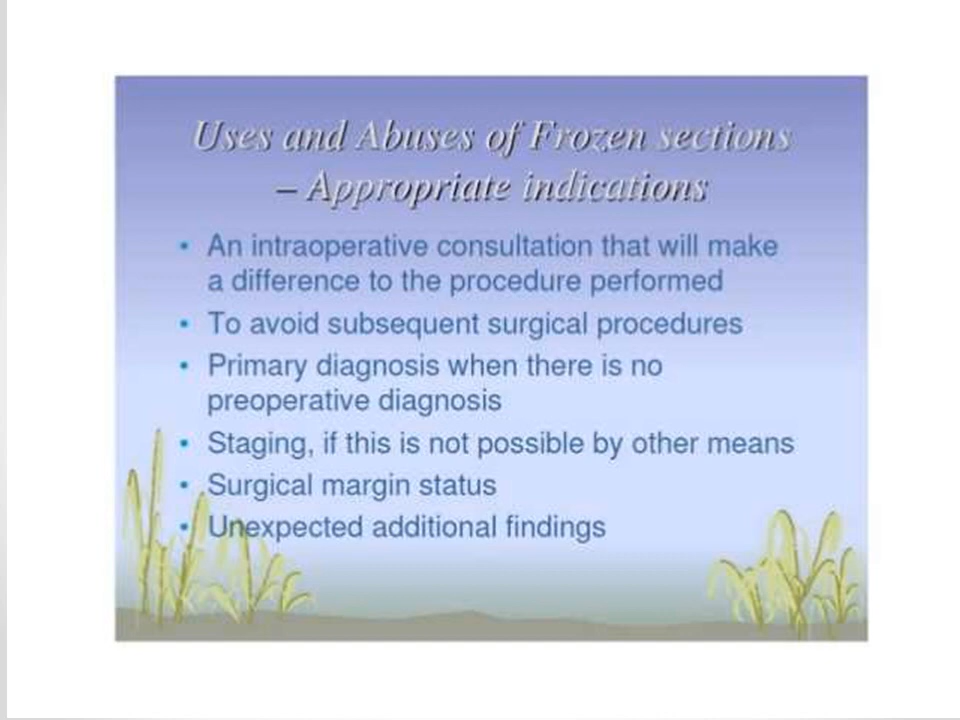 Uses and Abuses of Frozen sections
– Appropriate indications
• An intraoperative consultation that will make
a difference to the procedure performed
• To avoid subsequent surgical procedures
• Primary diagnosis when there is no
preoperative diagnosis
• Staging, if this is not possible by other means
• Surgical margin status
• Unexpected additional findings